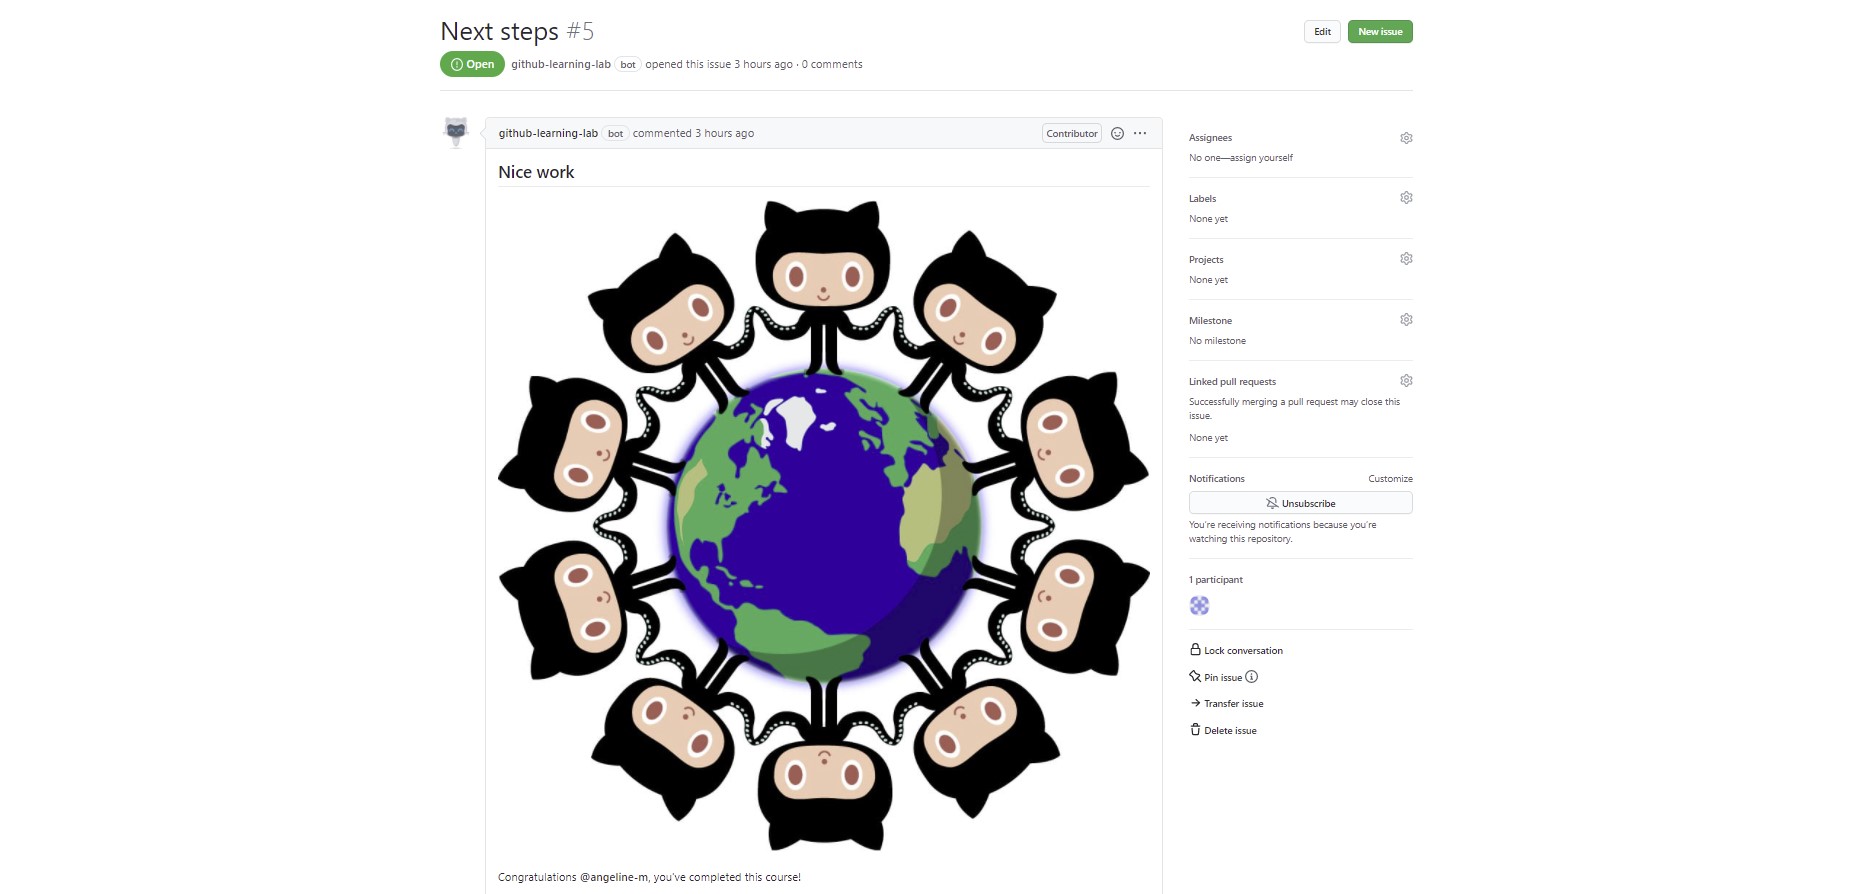 Next steps #5
Edit
New issue
Open
github-learning-lab bot opened this issue 3 hours ago · 0 comments
github-learning-lab bot commented 3 hours ago
Contributor
Nice work
Congratulations @angeline-m, you've completed this course!
Assignees
No one—assign yourself
Labels
None yet
Projects
None yet
Milestone
No milestone
Linked pull requests
Successfully merging a pull request may close this
issue.
None yet
Notifications
Customize
Unsubscribe
You're receiving notifications because you're
watching this repository.
1 participant
Lock conversation
Pin issue
Transfer issue
Delete issue